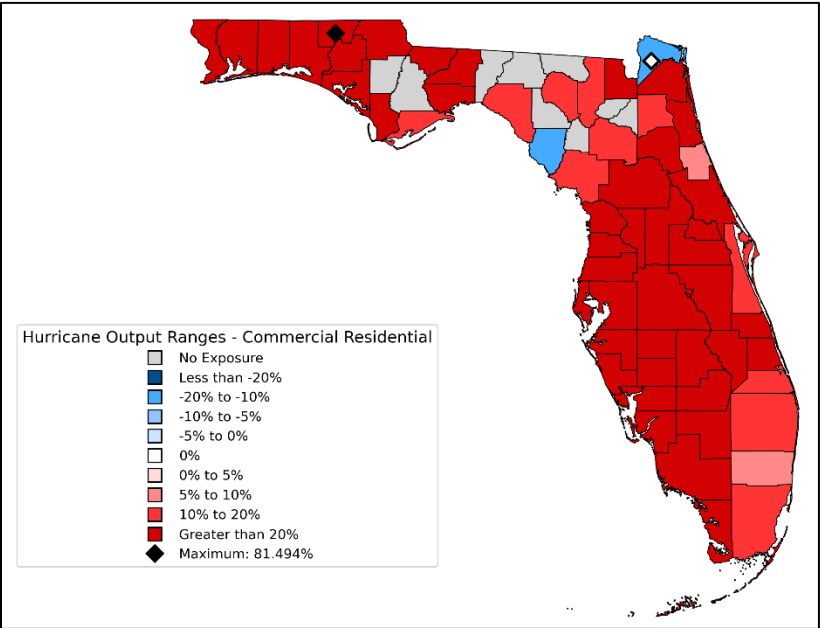 Hurricane Output Ranges - Commercial Residential
No Exposure
Less than -20%
-20% to -10%
-10% to -5%
-5% to 0%
0%
0% to 5%
5% to 10%
10% to 20%
Greater than 20%
Maximum: 81.494%